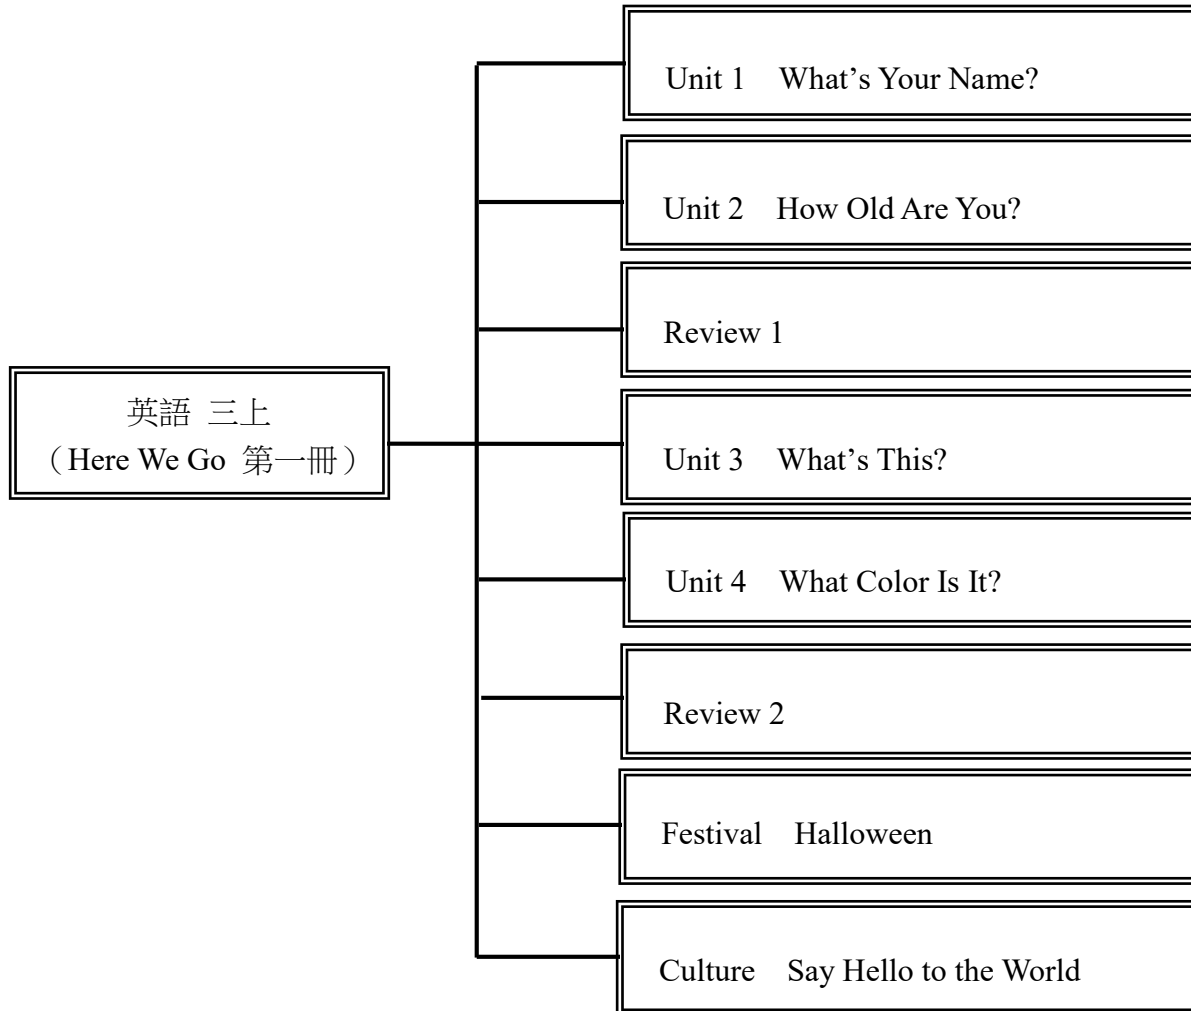 英語 三上
（Here We Go 第一冊）
Unit 1 What’s Your Name?
Unit 2 How Old Are You?
Review 1
Unit 3 What’s This?
Unit 4 What Color Is It?
Review 2
Festival Halloween
Culture Say Hello to the World